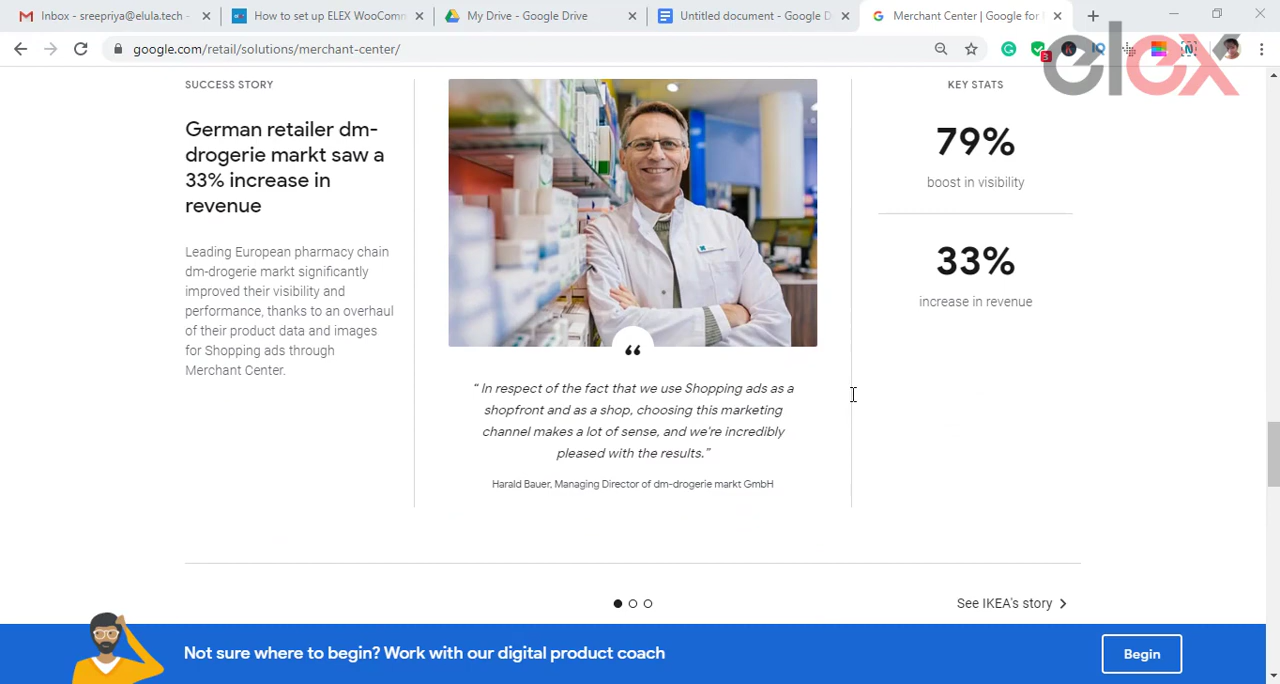 Inbox - sreepriya@elula.tech -
How to set up ELEX WooComm
My Drive - Google Drive
Untitled document - Google D
Merchant Center | Google for
google.com/retail/solutions/merchant-center/
3
elex
SUCCESS STORY
German retailer dm-
drogerie markt saw a
33% increase in
revenue
Leading European pharmacy chain
dm-drogerie markt significantly
improved their visibility and
performance, thanks to an overhaul
of their product data and images
for Shopping ads through
Merchant Center.
“
“ In respect of the fact that we use Shopping ads as a
shopfront and as a shop, choosing this marketing
channel makes a lot of sense, and we're incredibly
pleased with the results.”
Harald Bauer, Managing Director of dm-drogerie markt GmbH
KEY STATS
79%
boost in visibility
33%
increase in revenue
See IKEA's story
Not sure where to begin? Work with our digital product coach
Begin